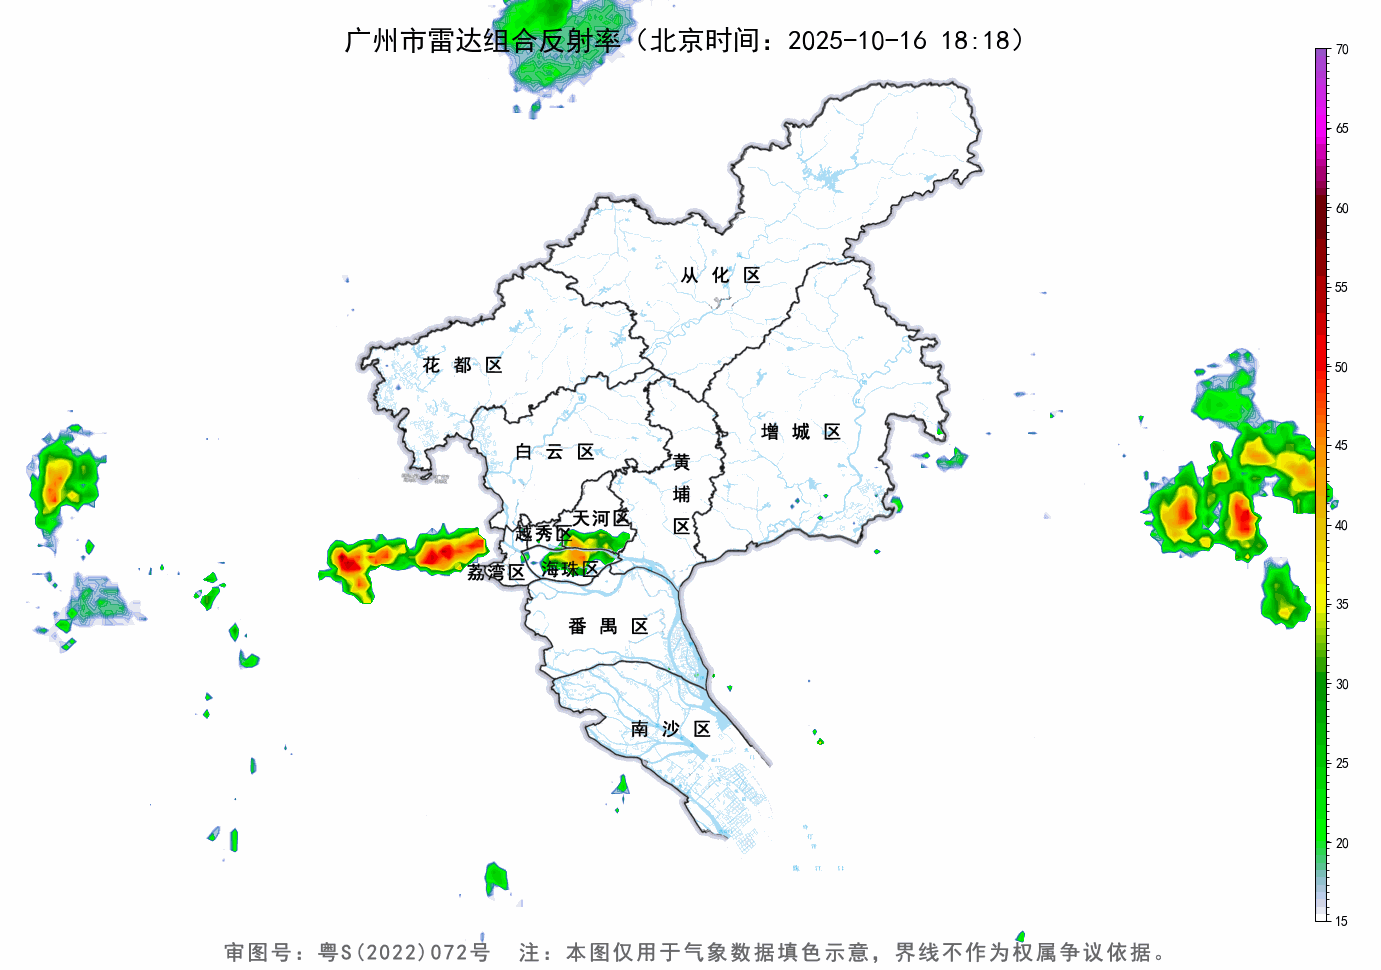 广州市雷达组合反射率（北京时间：2025-10-16 18:18）
70
65
60
55
50
45
40
35
30
25
20
15
从化区
花都区
增城区
白云区
黄埔区
天河区
越秀区
海珠区
荔湾区
番禺区
南沙区
审图号：粤S(2022)072号 注：本图仅用于气象数据填色示意，界线不作为权属争议依据。